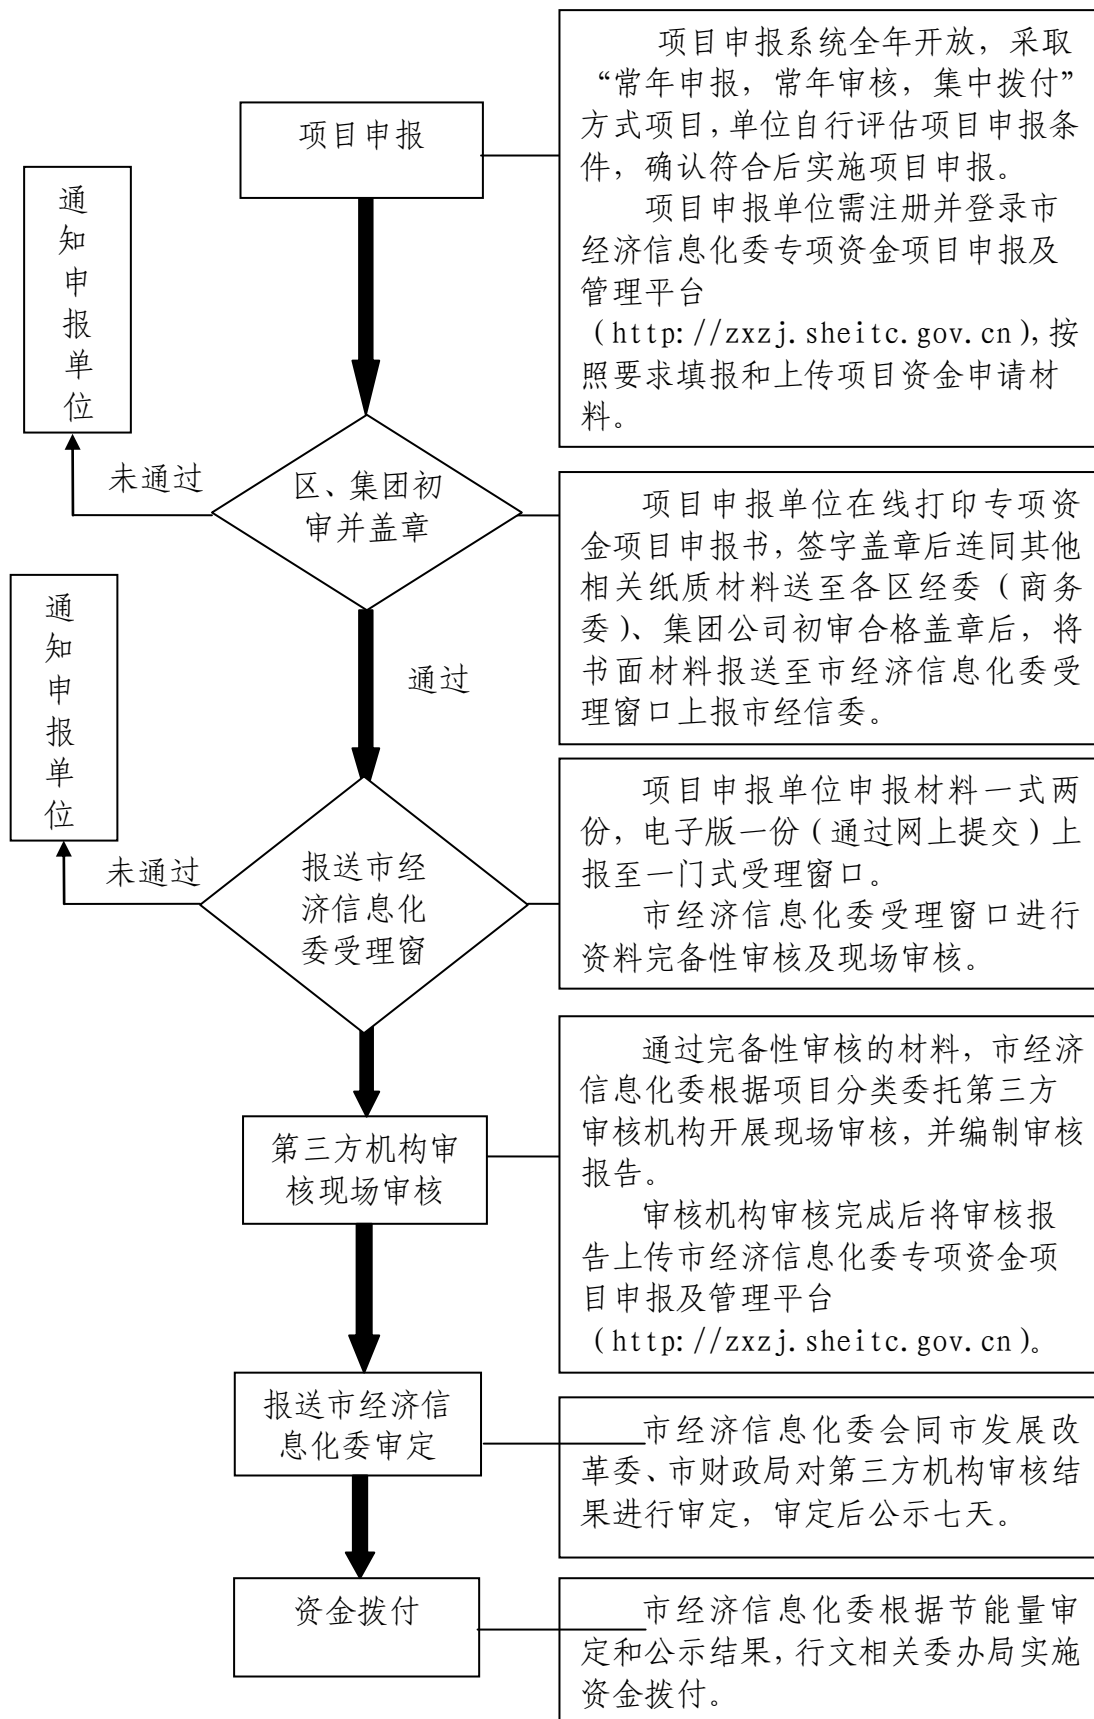 项目申报
项目申报系统全年开放，采取
“常年申报，常年审核，集中拨付”
方式项目，单位自行评估项目申报条
件，确认符合后实施项目申报。
项目申报单位需注册并登录市
经济信息化委专项资金项目申报及
管理平台
（http://zxzj.sheitc.gov.cn），按
照要求填报和上传项目资金申请材
料。
通
知
申
报
单
位
未通过
区、集团初
审并盖章
项目申报单位在线打印专项资
金项目申报书，签字盖章后连同其他
相关纸质材料送至各区经委（商务
委）、集团公司初审合格盖章后，将
书面材料报送至市经济信息化委受
理窗口上报市经信委。
通过
通
知
申
报
单
位
未通过
报送市经
济信息化
委受理窗
项目申报单位申报材料一式两
份，电子版一份（通过网上提交）上
报至一门式受理窗口。
市经济信息化委受理窗口进行
资料完备性审核及现场审核。
第三方机构审
核现场审核
通过完备性审核的材料，市经济
信息化委根据项目分类委托第三方
审核机构开展现场审核，并编制审核
报告。
审核机构审核完成后将审核报
告上传市经济信息化委专项资金项
目申报及管理平台
（http://zxzj.sheitc.gov.cn）。
报送市经济信
息化委审定
市经济信息化委会同市发展改
革委、市财政局对第三方机构审核结
果进行审定，审定后公示七天。
资金拨付
市经济信息化委根据节能量审
定和公示结果，行文相关委办局实施
资金拨付。